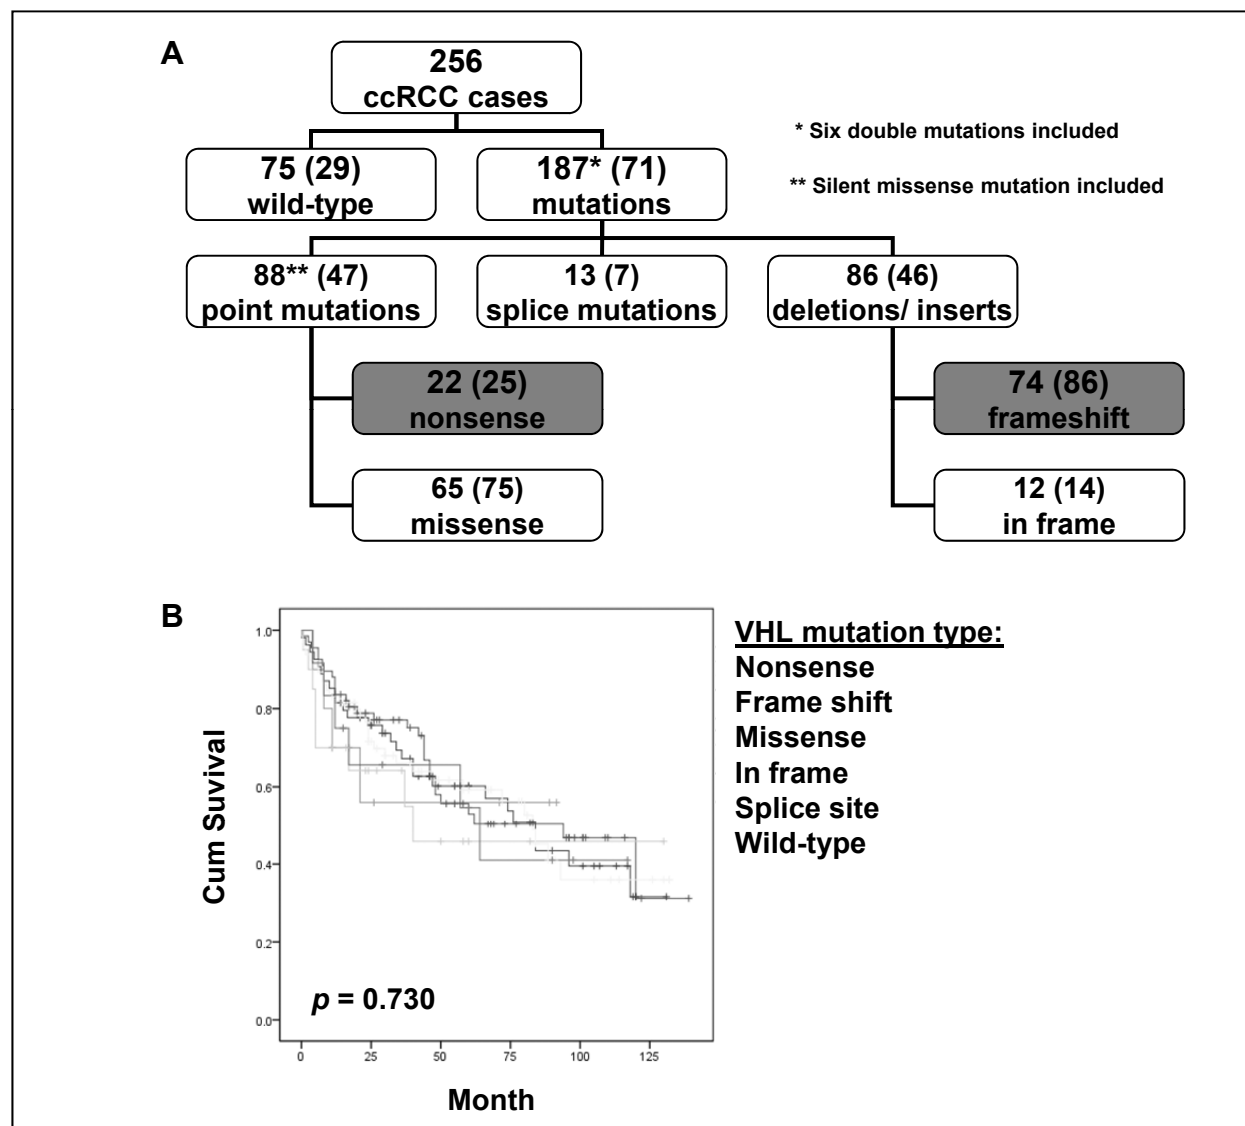 A
256
ccRCC cases
* Six double mutations included
75 (29)
wild-type
187* (71)
mutations
** Silent missense mutation included
88** (47)
point mutations
13 (7)
splice mutations
86 (46)
deletions/ inserts
22 (25)
nonsense
74 (86)
frameshift
65 (75)
missense
12 (14)
in frame
B
VHL mutation type:
Nonsense
Frame shift
Missense
In frame
Splice site
Wild-type
Cum Suvival
1.0
0.8
0.6
0.4
0.2
0.0
p = 0.730
0 25 50 75 100 125
Month